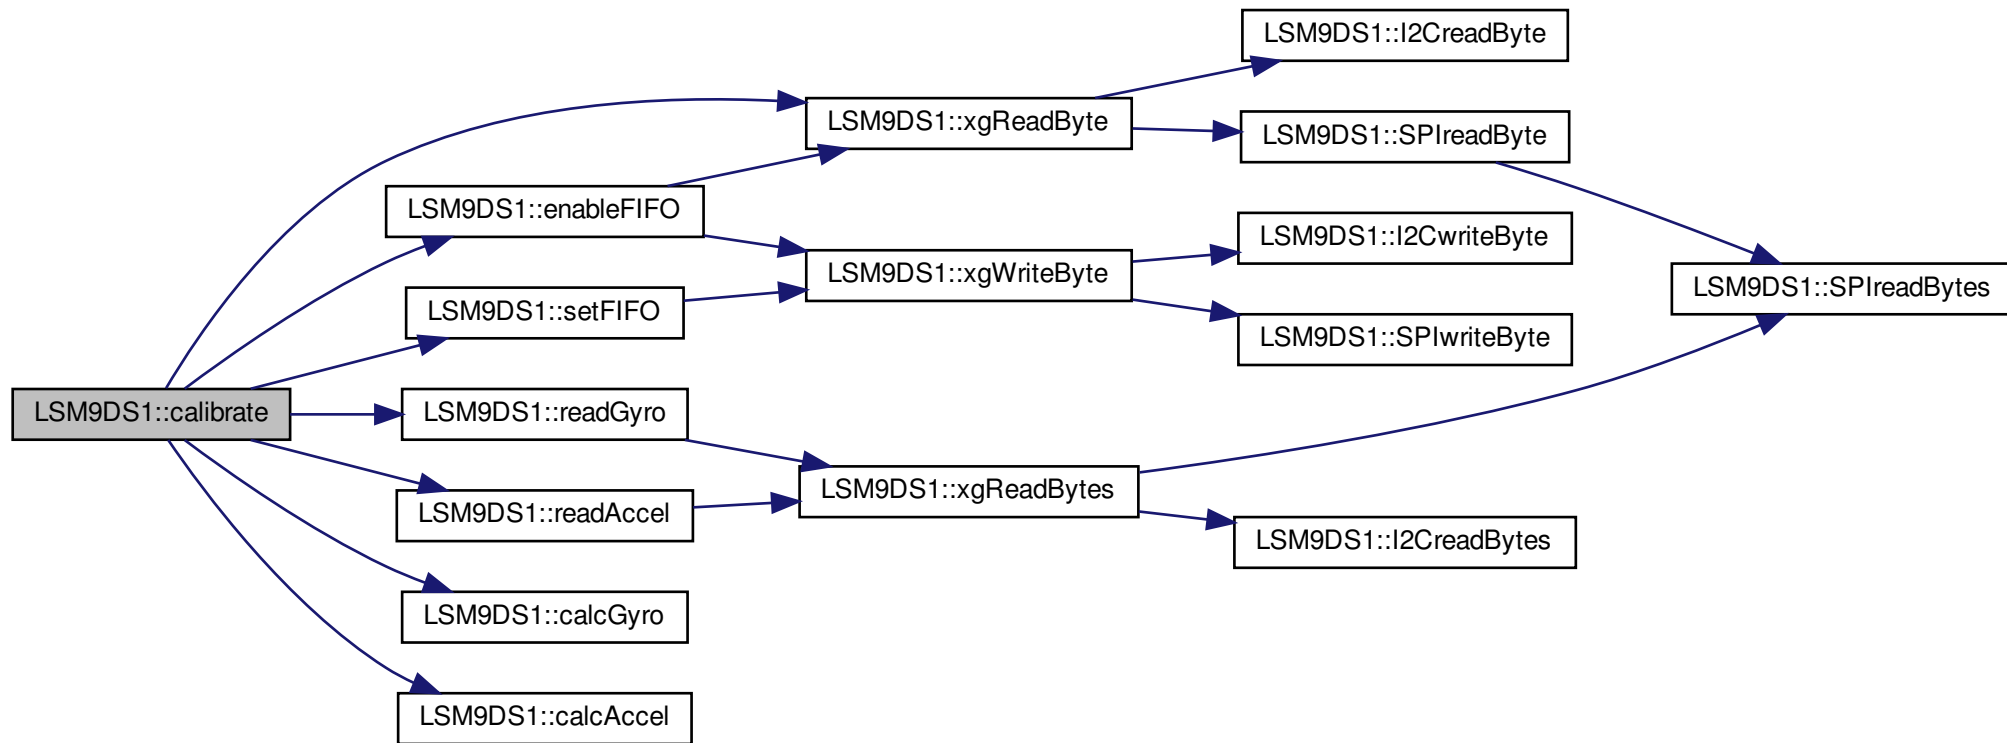 LSM9DS1::calibrate
LSM9DS1::enableFIFO
LSM9DS1::setFIFO
LSM9DS1::readGyro
LSM9DS1::readAccel
LSM9DS1::calcGyro
LSM9DS1::calcAccel
LSM9DS1::xgReadByte
LSM9DS1::xgWriteByte
LSM9DS1::xgReadBytes
LSM9DS1::I2CreadByte
LSM9DS1::SPIreadByte
LSM9DS1::I2CwriteByte
LSM9DS1::SPIwriteByte
LSM9DS1::I2CreadBytes
LSM9DS1::SPIreadBytes